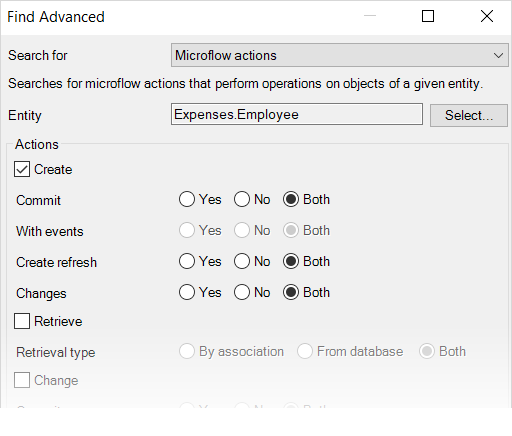 Find Advanced
Search for Microflow actions
Searches for microflow actions that perform operations on objects of a given entity.
Entity Expenses.Employee Select...
Actions
Create
Commit Yes No Both
With events Yes No Both
Create refresh Yes No Both
Changes Yes No Both
Retrieve
Retrieval type By association From database Both
Change